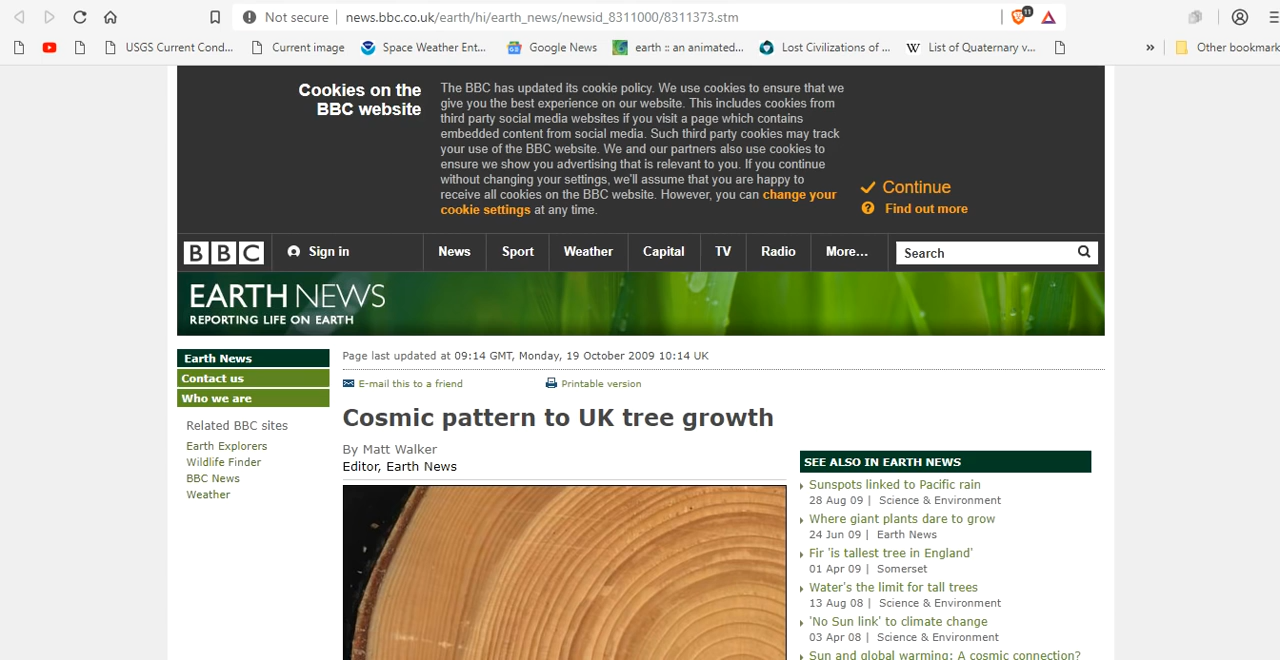 Not secure | news.bbc.co.uk/earth/hi/earth_news/newsid_8311000/8311373.stm
11
USGS Current Cond... Current image Space Weather Ent... Google News earth :: an animated... Lost Civilizations of ... W List of Quaternary v... » Other bookmark
Cookies on the
BBC website
The BBC has updated its cookie policy. We use cookies to ensure that we
give you the best experience on our website. This includes cookies from
third party social media websites if you visit a page which contains
embedded content from social media. Such third party cookies may track
your use of the BBC website. We and our partners also use cookies to
ensure we show you advertising that is relevant to you. If you continue
without changing your settings, we'll assume that you are happy to
receive all cookies on the BBC website. However, you can change your
cookie settings at any time.
Continue
Find out more
BBC Sign in News Sport Weather Capital TV Radio More... Search
EARTH NEWS
REPORTING LIFE ON EARTH
Earth News
Contact us
Who we are
Related BBC sites
Earth Explorers
Wildlife Finder
BBC News
Weather
Page last updated at 09:14 GMT, Monday, 19 October 2009 10:14 UK
E-mail this to a friend Printable version
Cosmic pattern to UK tree growth
By Matt Walker
Editor, Earth News
SEE ALSO IN EARTH NEWS
Sunspots linked to Pacific rain
28 Aug 09 | Science & Environment
Where giant plants dare to grow
24 Jun 09 | Earth News
Fir 'is tallest tree in England'
01 Apr 09 | Somerset
Water's the limit for tall trees
13 Aug 08 | Science & Environment
'No Sun link' to climate change
03 Apr 08 | Science & Environment
Sun and global warming: A cosmic connection?